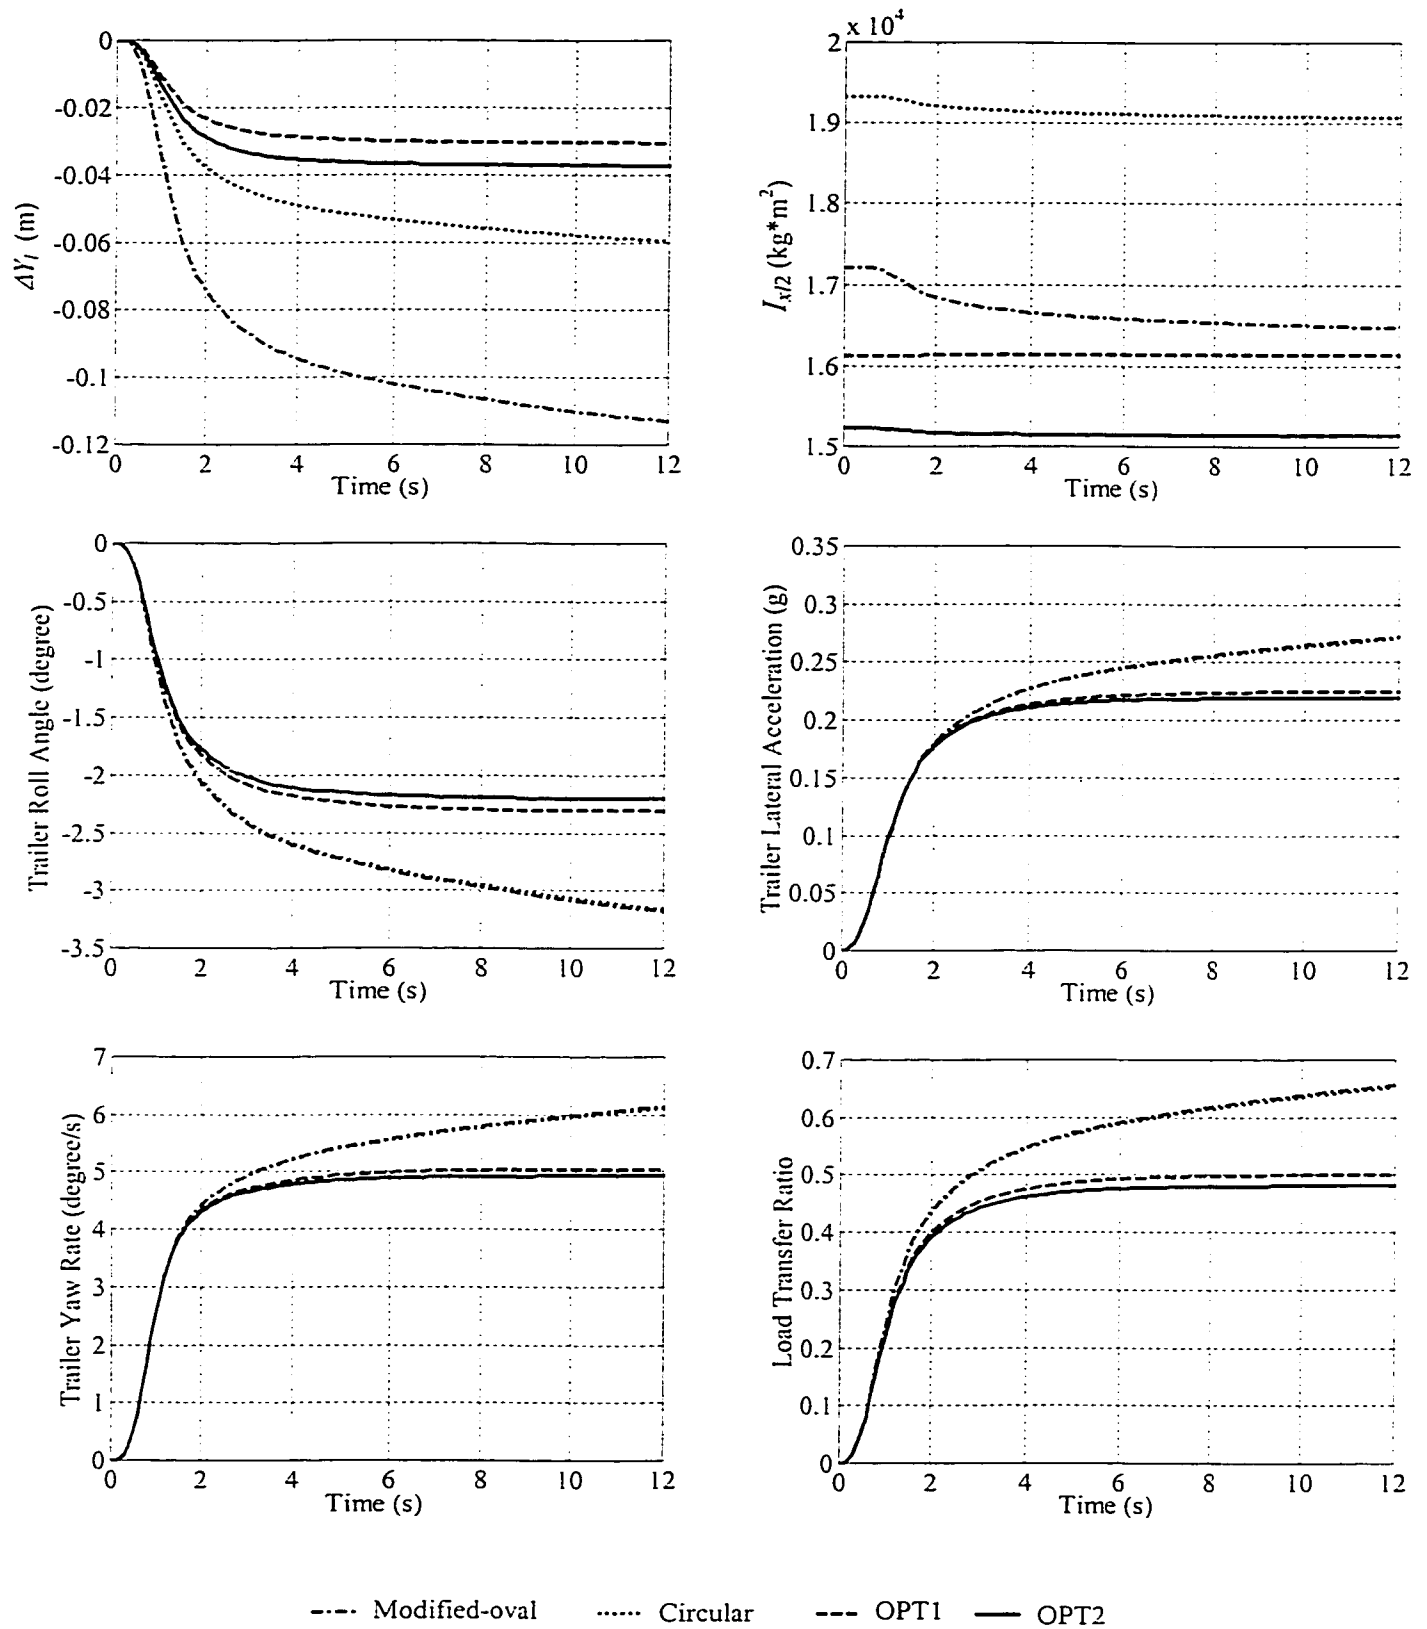 x 10⁴
0
-0.02
-0.04
-0.06
-0.08
-0.1
-0.12
ΔYₗ (m)
0 2 4 6 8 10 12
Time (s)
2
1.9
1.8
1.7
1.6
1.5
Iₓₗ₂ (kg*m²)
0 2 4 6 8 10 12
Time (s)
0
-0.5
-1
-1.5
-2
-2.5
-3
-3.5
Trailer Roll Angle (degree)
0 2 4 6 8 10 12
Time (s)
0.35
0.3
0.25
0.2
0.15
0.1
0.05
0
Trailer Lateral Acceleration (g)
0 2 4 6 8 10 12
Time (s)
7
6
5
4
3
2
1
0
Trailer Yaw Rate (degree/s)
0 2 4 6 8 10 12
Time (s)
0.7
0.6
0.5
0.4
0.3
0.2
0.1
0
Load Transfer Ratio
0 2 4 6 8 10 12
Time (s)
Modified-oval Circular OPT1 OPT2